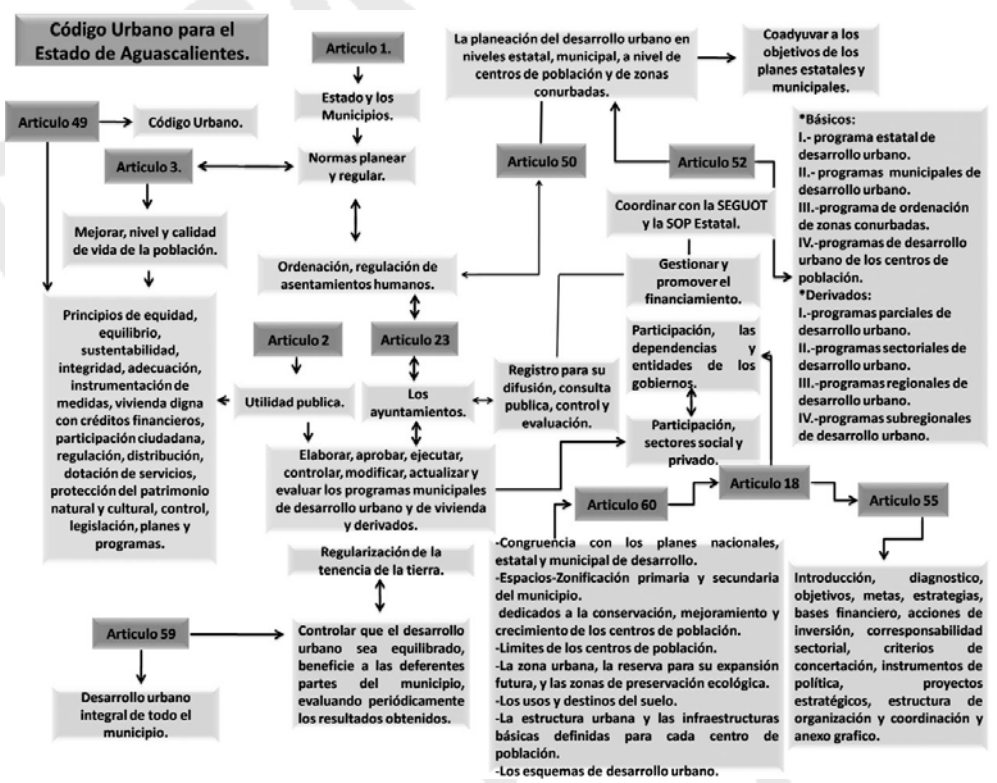 Código Urbano para el
Estado de Aguascalientes.
Articulo 1.
La planeación del desarrollo urbano en
niveles estatal, municipal, a nivel de
centros de población y de zonas
conurbadas.
Coadyuvar a los
objetivos de los
planes estatales y
municipales.
Estado y los
Municipios.
Articulo 49
Código Urbano.
Articulo 3.
Normas planear
y regular.
Articulo 50
Articulo 52
*Básicos:
I.- programa estatal de
desarrollo urbano.
II.- programas municipales de
desarrollo urbano.
III.-programa de ordenación
de zonas conurbadas.
IV.-programas de desarrollo
urbano de los centros de
población.
*Derivados:
I.-programas parciales de
desarrollo urbano.
II.-programas sectoriales de
desarrollo urbano.
III.-programas regionales de
desarrollo urbano.
IV.-programas subregionales
de desarrollo urbano.
Mejorar, nivel y calidad
de vida de la población.
Coordinar con la SEGUOT
y la SOP Estatal.
Ordenación, regulación de
asentamientos humanos.
Gestionar y
promover el
financiamiento.
Principios de equidad,
equilibrio,
sustentabilidad,
integridad, adecuación,
instrumentación de
medidas, vivienda digna
con créditos financieros,
participación ciudadana,
regulación, distribución,
dotación de servicios,
protección del patrimonio
natural y cultural, control,
legislación, planes y
programas.
Articulo 2
Articulo 23
Participación, las
dependencias y
entidades de los
gobiernos.
Utilidad publica.
Los
ayuntamientos.
Registro para su
difusión, consulta
publica, control y
evaluación.
Participación,
sectores social y
privado.
Elaborar, aprobar, ejecutar,
controlar, modificar, actualizar y
evaluar los programas municipales
de desarrollo urbano y de vivienda
y derivados.
Articulo 18
Articulo 60
Articulo 55
Regularización de la
tenencia de la tierra.
-Congruencia con los planes nacionales,
estatal y municipal de desarrollo.
-Espacios-Zonificación primaria y secundaria
del municipio.
dedicados a la conservación, mejoramiento y
crecimiento de los centros de población.
-Limites de los centros de población.
-La zona urbana, la reserva para su expansión
futura, y las zonas de preservación ecológica.
-Los usos y destinos del suelo.
-La estructura urbana y las infraestructuras
básicas definidas para cada centro de
población.
-Los esquemas de desarrollo urbano.
Introducción, diagnostico,
objetivos, metas, estrategias,
bases financiero, acciones de
inversión, corresponsabilidad
sectorial, criterios de
concertación, instrumentos de
política, proyectos
estratégicos, estructura de
organización y coordinación y
anexo grafico.
Articulo 59
Controlar que el desarrollo
urbano sea equilibrado,
beneficie a las deferentes
partes del municipio,
evaluando periódicamente
los resultados obtenidos.
Desarrollo urbano
integral de todo el
municipio.